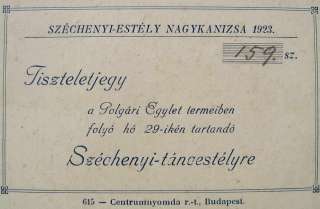 SZÉCHENYI-ESTÉLY NAGYKANIZSA 1923.
159. sz.
Tiszteletjegy
a Polgári Egylet termeiben
folyó hó 29-ikén tartandó
Széchenyi-táncestélyre
615 — Centrumnyomda r.-t., Budapest.